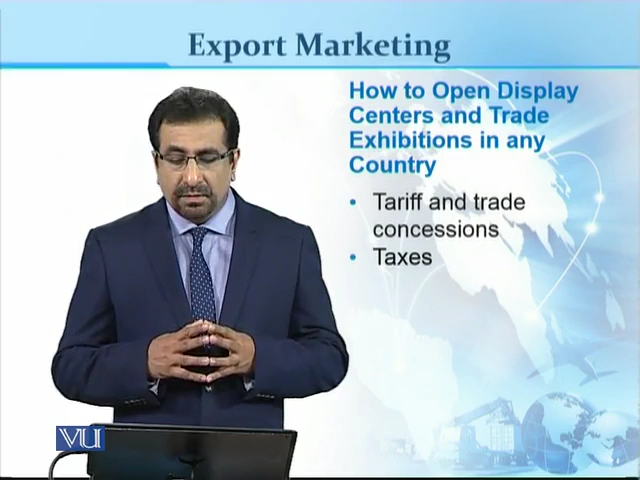 Export Marketing
How to Open Display
Centers and Trade
Exhibitions in any
Country
• Tariff and trade
concessions
• Taxes
VU